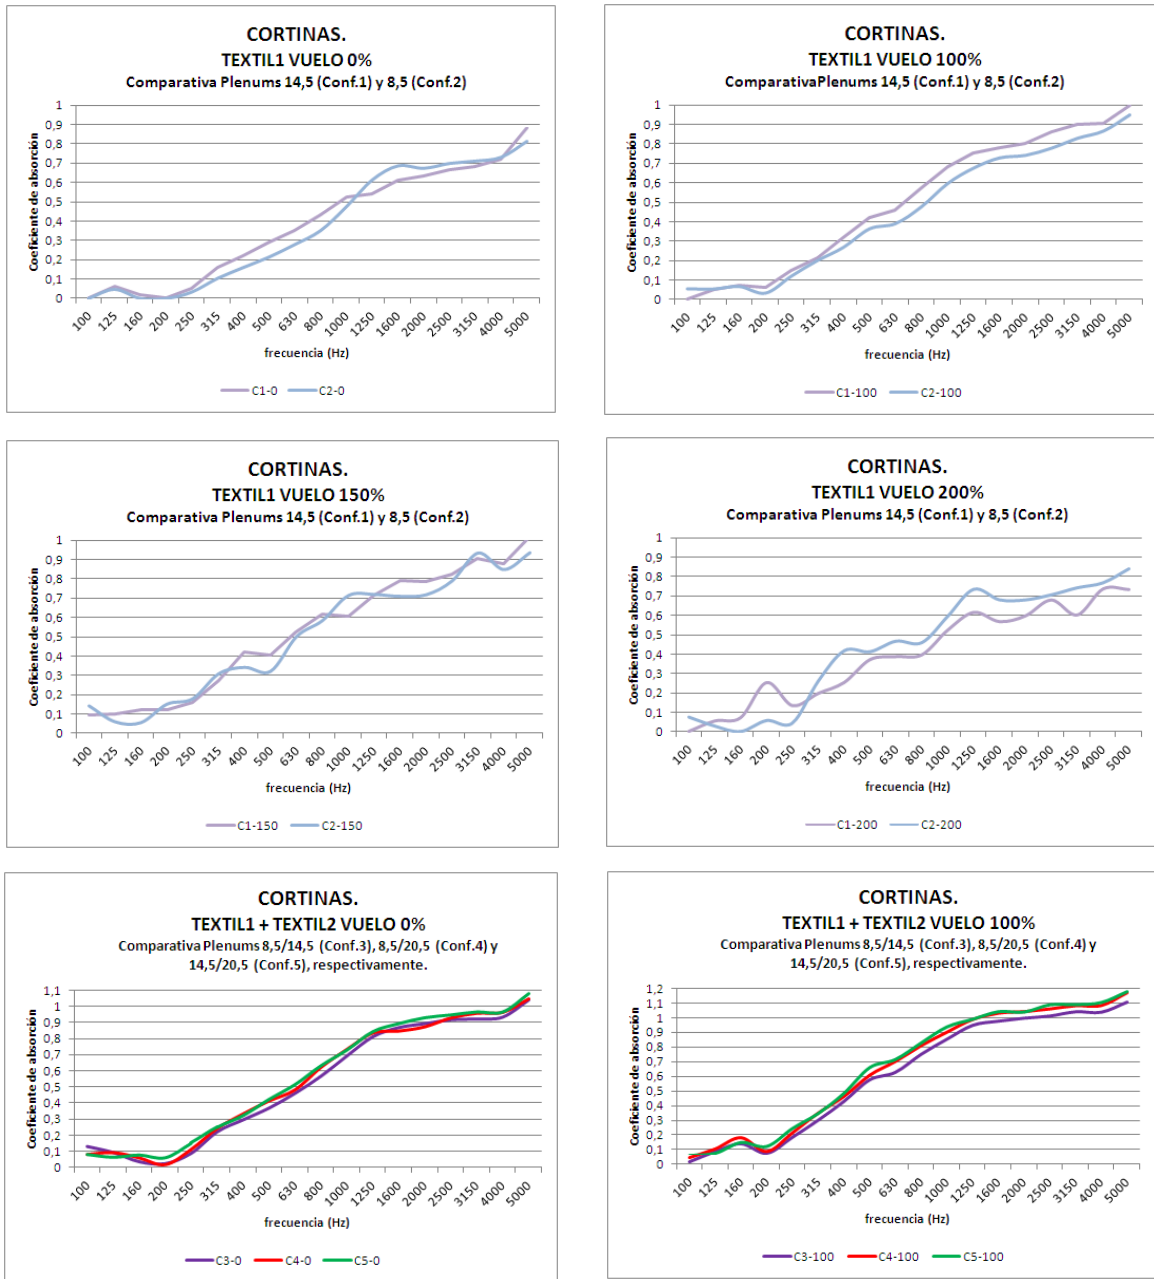 CORTINAS.
TEXTIL1 VUELO 0%
Comparativa Plenums 14,5 (Conf.1) y 8,5 (Conf.2)
Coeficiente de absorción
1
0,9
0,8
0,7
0,6
0,5
0,4
0,3
0,2
0,1
0
100 125 160 200 250 315 400 500 630 800 1000 1250 1600 2000 2500 3150 4000 5000
frecuencia (Hz)
C1-0 C2-0
CORTINAS.
TEXTIL1 VUELO 100%
ComparativaPlenums 14,5 (Conf.1) y 8,5 (Conf.2)
Coeficiente de absorción
1
0,9
0,8
0,7
0,6
0,5
0,4
0,3
0,2
0,1
0
100 125 160 200 250 315 400 500 630 800 1000 1250 1600 2000 2500 3150 4000 5000
frecuencia (Hz)
C1-100 C2-100
CORTINAS.
TEXTIL1 VUELO 150%
Comparativa Plenums 14,5 (Conf.1) y 8,5 (Conf.2)
Coeficiente de absorción
1
0,9
0,8
0,7
0,6
0,5
0,4
0,3
0,2
0,1
0
100 125 160 200 250 315 400 500 630 800 1000 1250 1600 2000 2500 3150 4000 5000
frecuencia (Hz)
C1-150 C2-150
CORTINAS.
TEXTIL1 VUELO 200%
Comparativa Plenums 14,5 (Conf.1) y 8,5 (Conf.2)
Coeficiente de absorción
1
0,9
0,8
0,7
0,6
0,5
0,4
0,3
0,2
0,1
0
100 125 160 200 250 315 400 500 630 800 1000 1250 1600 2000 2500 3150 4000 5000
frecuencia (Hz)
C1-200 C2-200
CORTINAS.
TEXTIL1 + TEXTIL2 VUELO 0%
Comparativa Plenums 8,5/14,5 (Conf.3), 8,5/20,5 (Conf.4) y
14,5/20,5 (Conf.5), respectivamente.
Coeficiente de absorción
1,1
1
0,9
0,8
0,7
0,6
0,5
0,4
0,3
0,2
0,1
0
100 125 160 200 250 315 400 500 630 800 1000 1250 1600 2000 2500 3150 4000 5000
frecuencia (Hz)
C3-0 C4-0 C5-0
CORTINAS.
TEXTIL1 + TEXTIL2 VUELO 100%
Comparativa Plenums 8,5/14,5 (Conf.3), 8,5/20,5 (Conf.4) y
14,5/20,5 (Conf.5), respectivamente.
Coeficiente de absorción
1,2
1,1
1
0,9
0,8
0,7
0,6
0,5
0,4
0,3
0,2
0,1
0
100 125 160 200 250 315 400 500 630 800 1000 1250 1600 2000 2500 3150 4000 5000
frecuencia (Hz)
C3-100 C4-100 C5-100